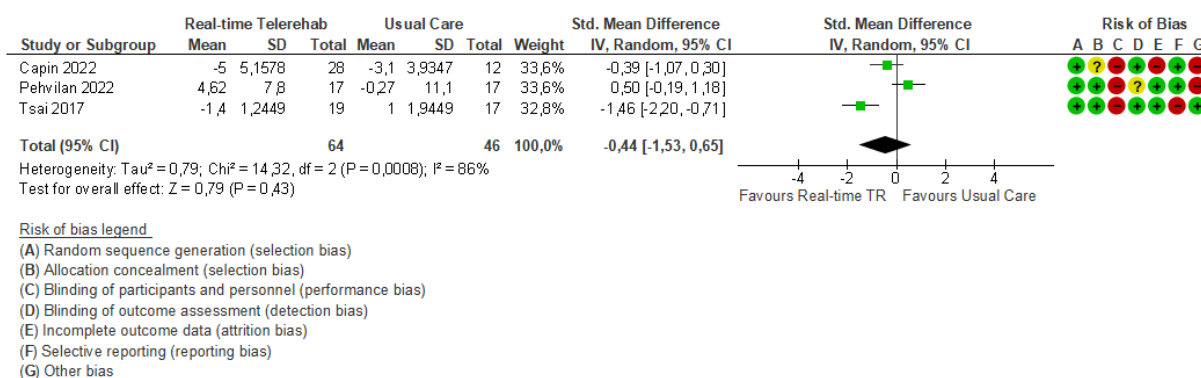 Real-time Telerehab Usual Care Std. Mean Difference Std. Mean Difference Risk of Bias
Study or Subgroup Mean SD Total Mean SD Total Weight IV, Random, 95% CI IV, Random, 95% CI A B C D E F G
Capin 2022 -5 5,1578 28 -3,1 3,9347 12 33,6% -0,39 [-1,07, 0,30] + ? - + - + -
Pehvilan 2022 4,62 7,8 17 -0,27 11,1 17 33,6% 0,50 [-0,19, 1,18] + + - ? + + -
Tsai 2017 -1,4 1,2449 19 1 1,9449 17 32,8% -1,46 [-2,20, -0,71] + + - + + - +
Total (95% CI) 64 46 100,0% -0,44 [-1,53, 0,65]
Heterogeneity: Tau² = 0,79; Chi² = 14,32, df = 2 (P = 0,0008); I² = 86%
Test for overall effect: Z = 0,79 (P = 0,43)
-4 -2 0 2 4
Favours Real-time TR Favours Usual Care
Risk of bias legend
(A) Random sequence generation (selection bias)
(B) Allocation concealment (selection bias)
(C) Blinding of participants and personnel (performance bias)
(D) Blinding of outcome assessment (detection bias)
(E) Incomplete outcome data (attrition bias)
(F) Selective reporting (reporting bias)
(G) Other bias